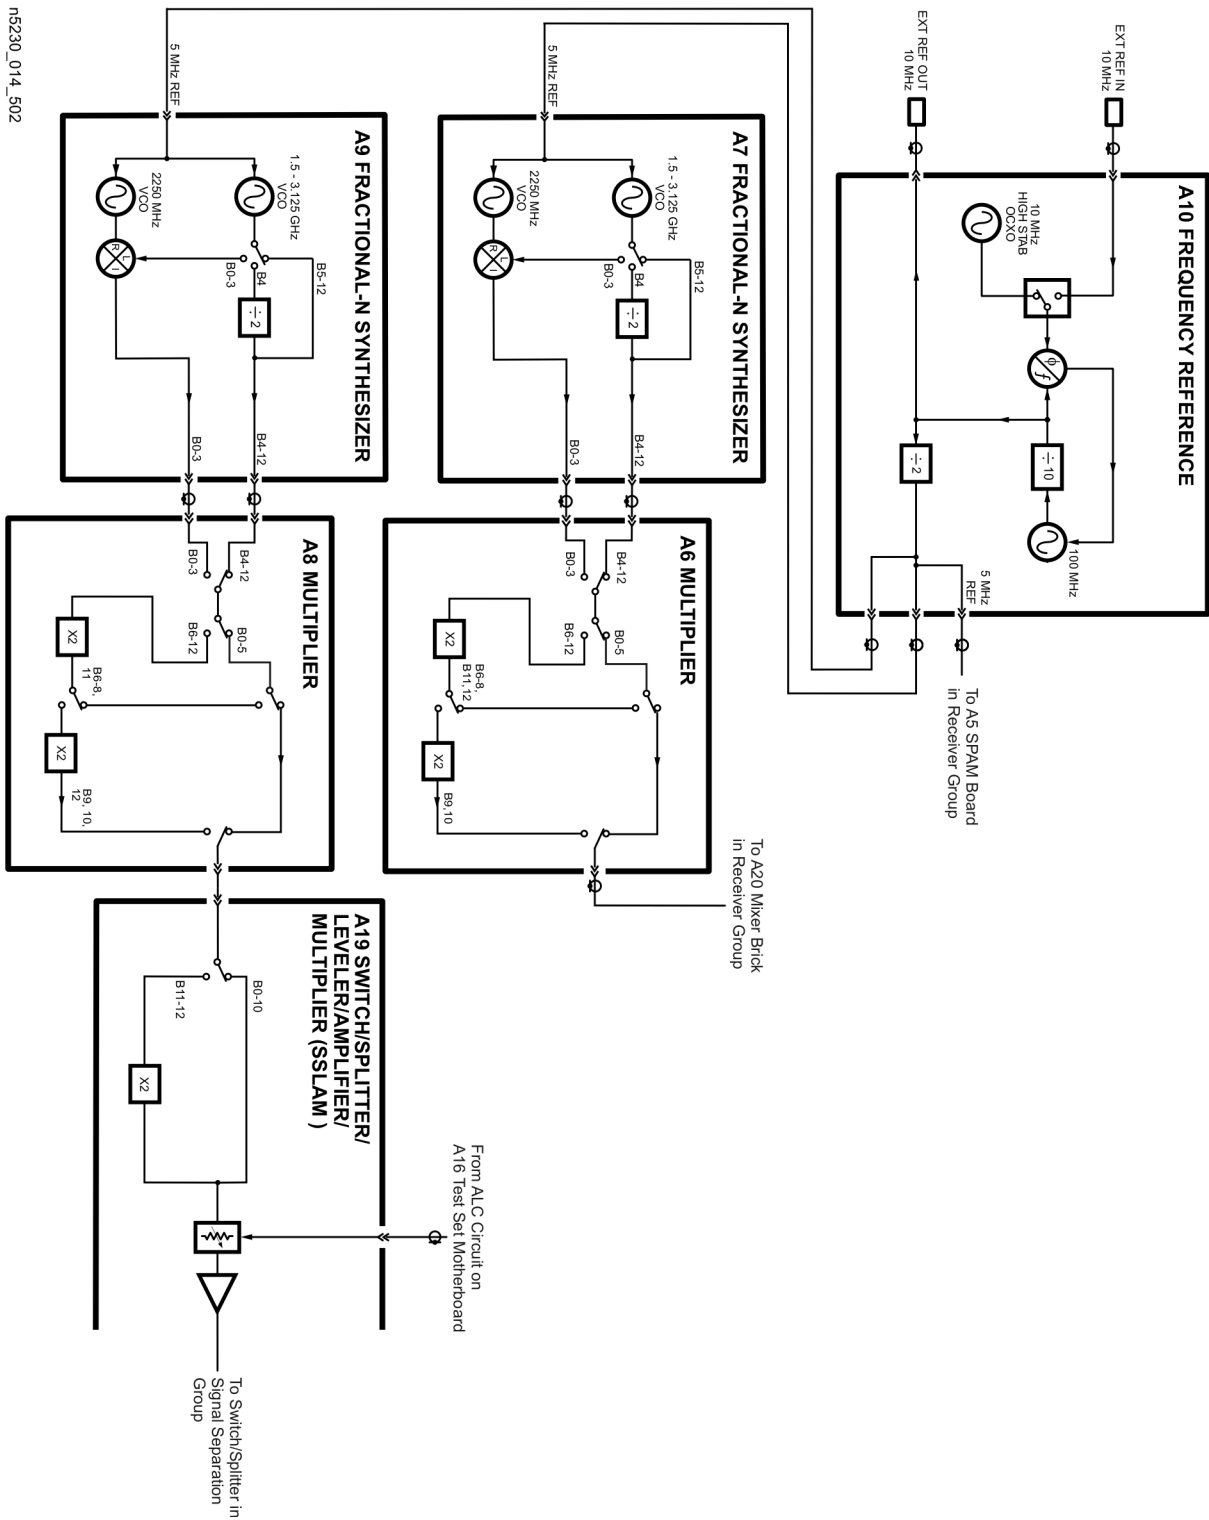 A9 FRACTIONAL-N SYNTHESIZER
5 MHz REF
1.5 - 3.125 GHz
VCO
2250 MHz
VCO
B5-12
B4
B0-3
÷ 2
R
L
I
B4-12
B0-3
A8 MULTIPLIER
B4-12
B0-3
B0-5
B6-12
X2
B6-8,
11
X2
B9, 10,
12
A19 SWITCH/SPLITTER/
LEVELER/AMPLIFIER/
MULTIPLIER (SSLAM )
B0-10
B11-12
X2
From ALC Circuit on
A16 Test Set Motherboard
To Switch/Splitter in
Signal Separation
Group
A7 FRACTIONAL-N SYNTHESIZER
5 MHz REF
1.5 - 3.125 GHz
VCO
2250 MHz
VCO
B5-12
B4
B0-3
÷ 2
R
L
I
B4-12
B0-3
A6 MULTIPLIER
B4-12
B0-3
B0-5
B6-12
X2
B6-8,
B11,12
X2
B9,10
To A20 Mixer Brick
in Receiver Group
EXT REF IN
10 MHz
EXT REF OUT
10 MHz
A10 FREQUENCY REFERENCE
10 MHz
HIGH STAB
OCXO
ϕ
f
÷ 10
÷ 2
100 MHz
5 MHz
REF
To A5 SPAM Board
in Receiver Group
n5230_014_502